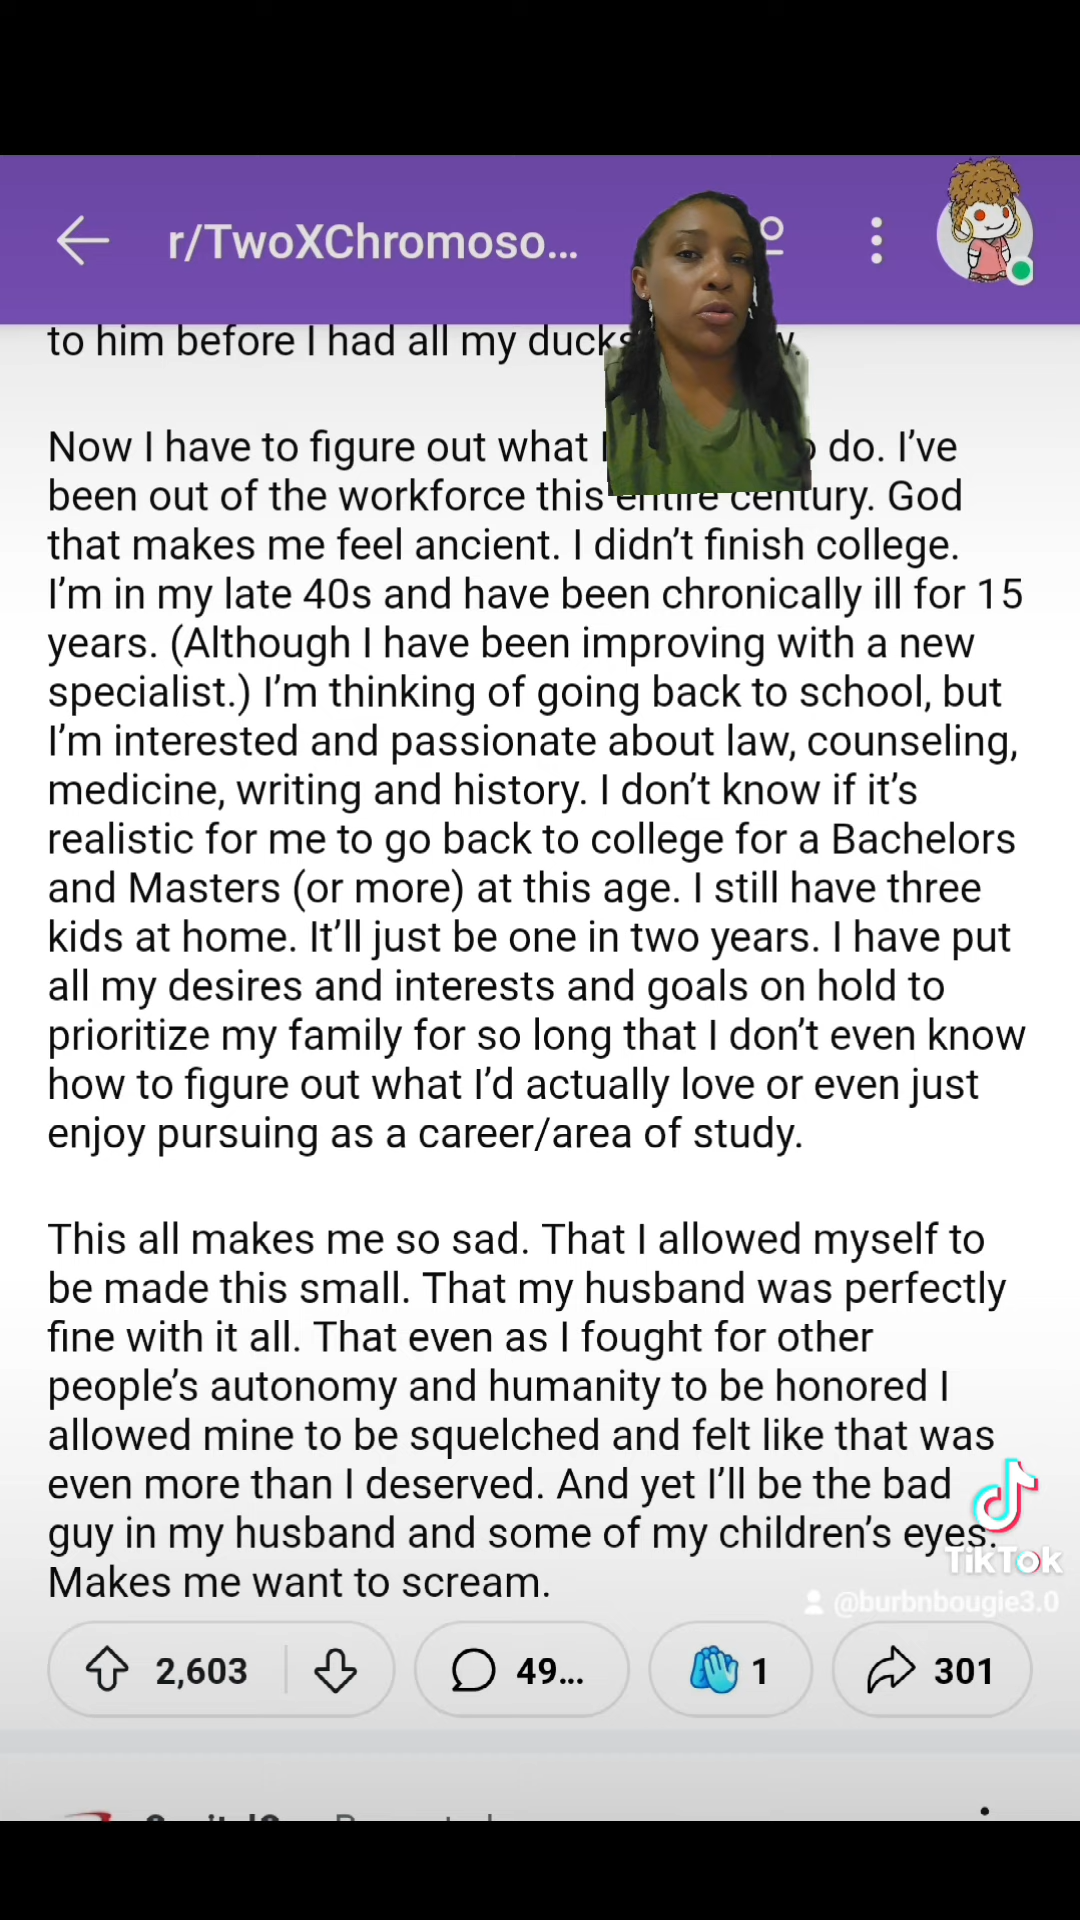 r/TwoXChromoso...
to him before I had all my ducks
Now I have to figure out what I do. I've
been out of the workforce this entire century. God
that makes me feel ancient. I didn't finish college.
I'm in my late 40s and have been chronically ill for 15
years. (Although I have been improving with a new
specialist.) I'm thinking of going back to school, but
I'm interested and passionate about law, counseling,
medicine, writing and history. I don't know if it's
realistic for me to go back to college for a Bachelors
and Masters (or more) at this age. I still have three
kids at home. It'll just be one in two years. I have put
all my desires and interests and goals on hold to
prioritize my family for so long that I don't even know
how to figure out what I'd actually love or even just
enjoy pursuing as a career/area of study.
This all makes me so sad. That I allowed myself to
be made this small. That my husband was perfectly
fine with it all. That even as I fought for other
people's autonomy and humanity to be honored I
allowed mine to be squelched and felt like that was
even more than I deserved. And yet I'll be the bad
guy in my husband and some of my children's eyes.
Makes me want to scream.
TikTok
@burbnbougie3.0
2,603
49...
1
301